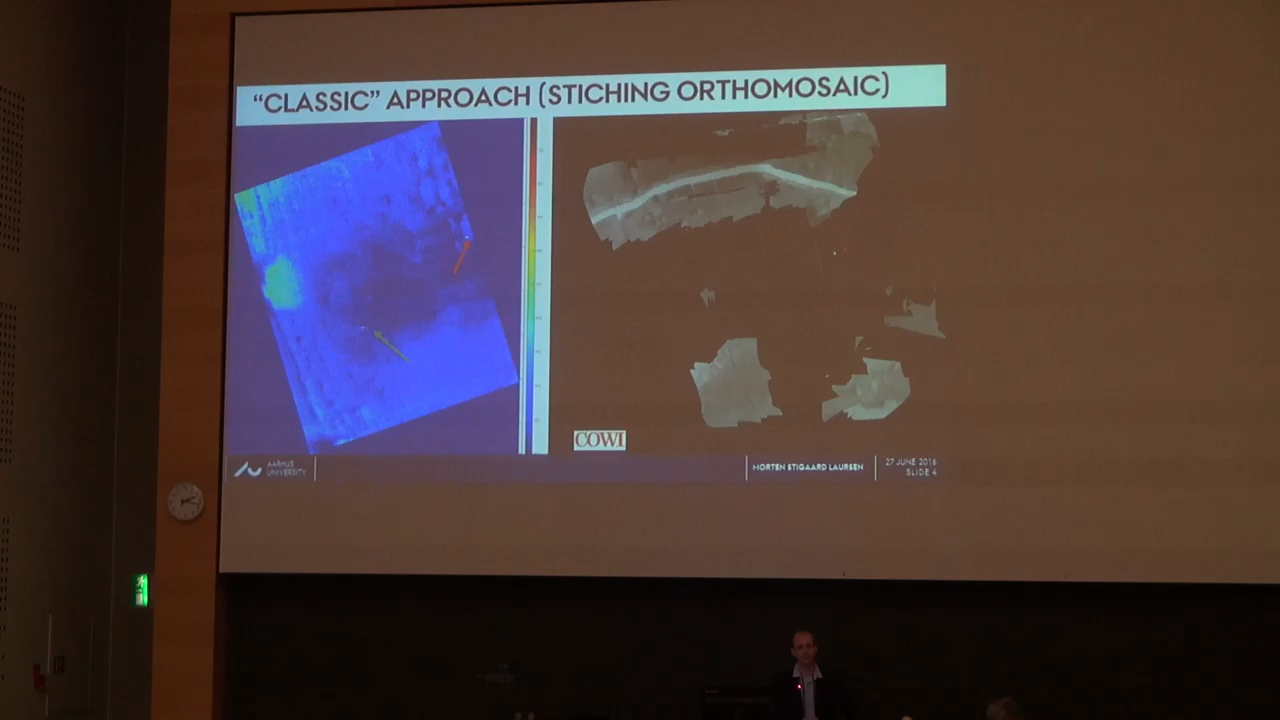 "CLASSIC" APPROACH (STICHING ORTHOMOSAIC)
COWI
AARHUS
UNIVERSITY
MORTEN STIGAARD LAURSEN
27 JUNE 2016
SLIDE 4